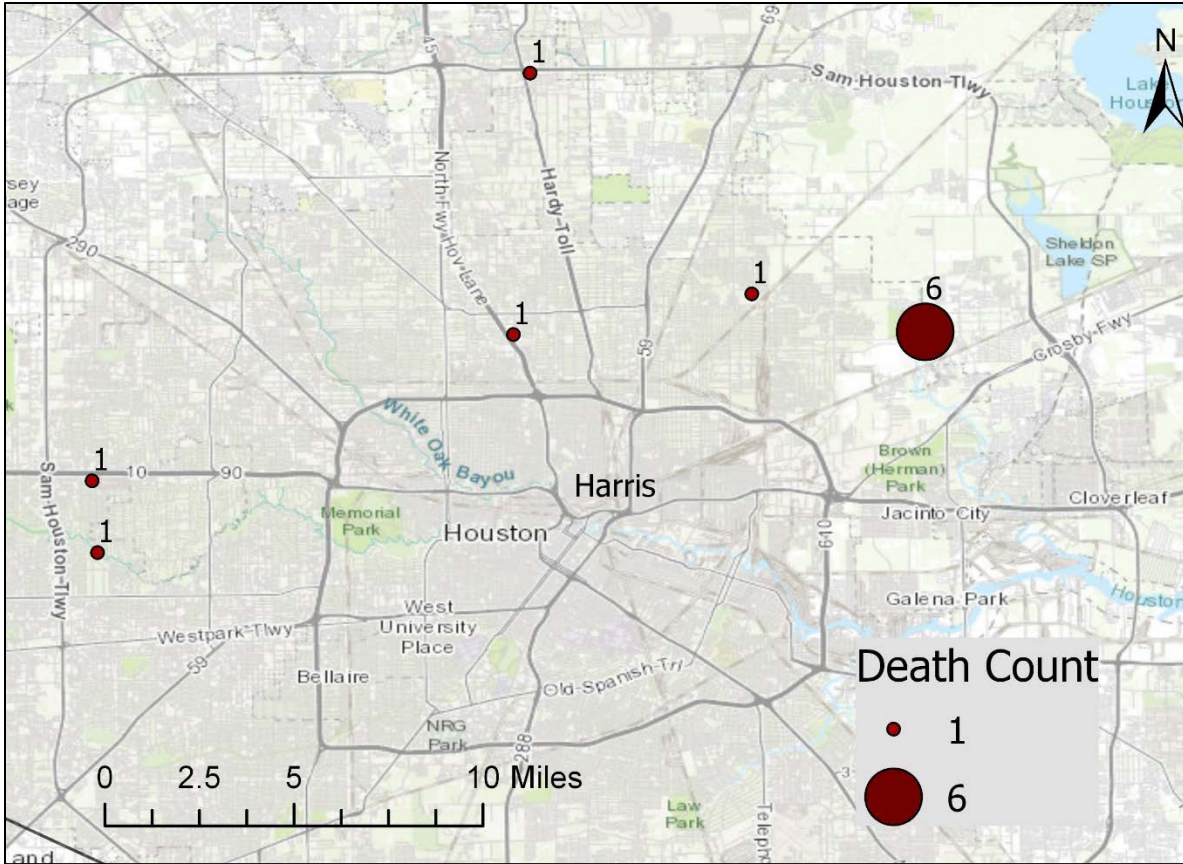 45
69
1
N
Sam Houston Tlwy
Lake
Houston
Hardy-Toll
North-Fwy-Hov-Lane
sey
age
290
Sheldon
Lake SP
1
6
1
59
Crosby-Fwy
White Oak Bayou
1
10
90
Sam-Houston-Tlwy
Harris
Brown
(Herman)
Park
Memorial
Park
Cloverleaf
Jacinto City
Houston
610
1
Galena Park
Houston
West
University
Place
Westpark-Tlwy
59
Bellaire
Old-Spanish-Trl
Death Count
1
6
NRG
Park
288
0 2.5 5 10 Miles
Law
Park
Teleph
3
and